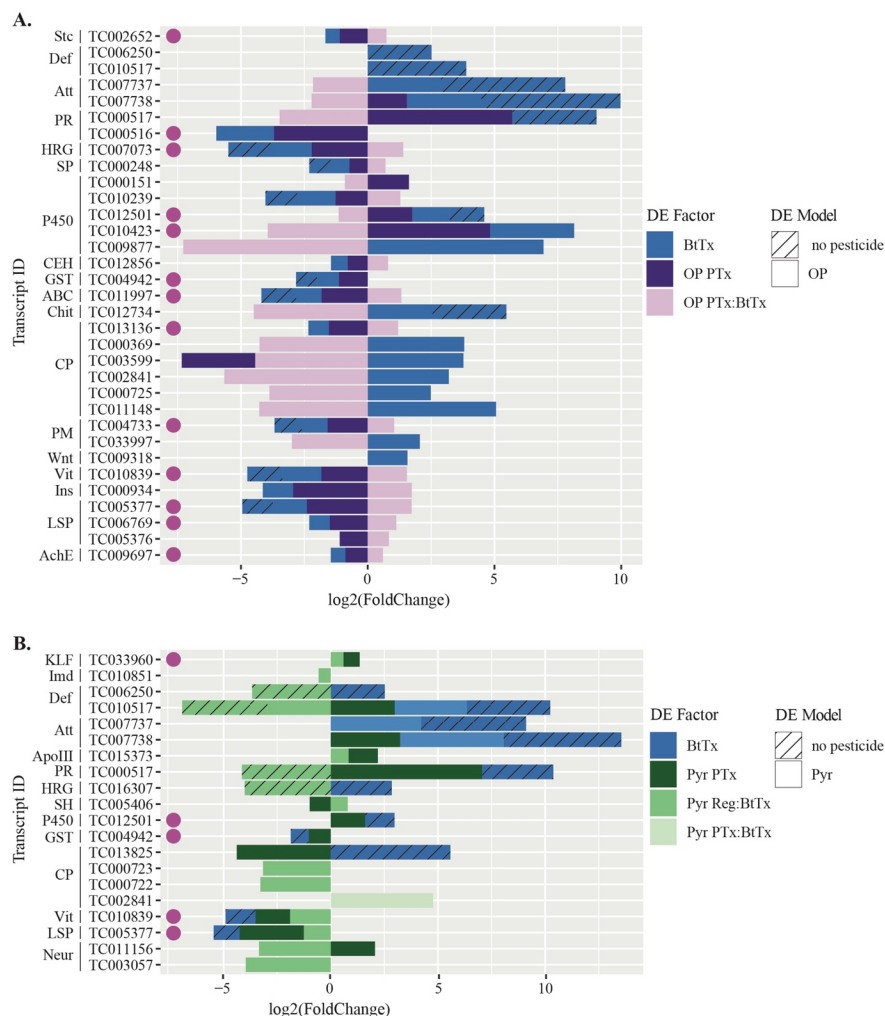 A.
Stc TC002652
Def TC006250
TC010517
Att TC007737
TC007738
PR TC000517
TC000516
HRG TC007073
SP TC000248
TC000151
TC010239
P450 TC012501
TC010423
TC009877
CEH TC012856
GST TC004942
ABC TC011997
Chit TC012734
TC013136
TC000369
CP TC003599
TC002841
TC000725
TC011148
PM TC004733
TC033997
Wnt TC009318
Vit TC010839
Ins TC000934
TC005377
LSP TC006769
TC005376
AchE TC009697
Transcript ID
−5 0 5 10
log2(FoldChange)
DE Factor DE Model
BtTx no pesticide
OP PTx OP
OP PTx:BtTx
B.
KLF TC033960
Imd TC010851
Def TC006250
TC010517
Att TC007737
TC007738
ApoIII TC015373
PR TC000517
HRG TC016307
SH TC005406
P450 TC012501
GST TC004942
TC013825
CP TC000723
TC000722
TC002841
Vit TC010839
LSP TC005377
Neur TC011156
TC003057
Transcript ID
−5 0 5 10
log2(FoldChange)
DE Factor DE Model
BtTx no pesticide
Pyr PTx Pyr
Pyr Reg:BtTx
Pyr PTx:BtTx